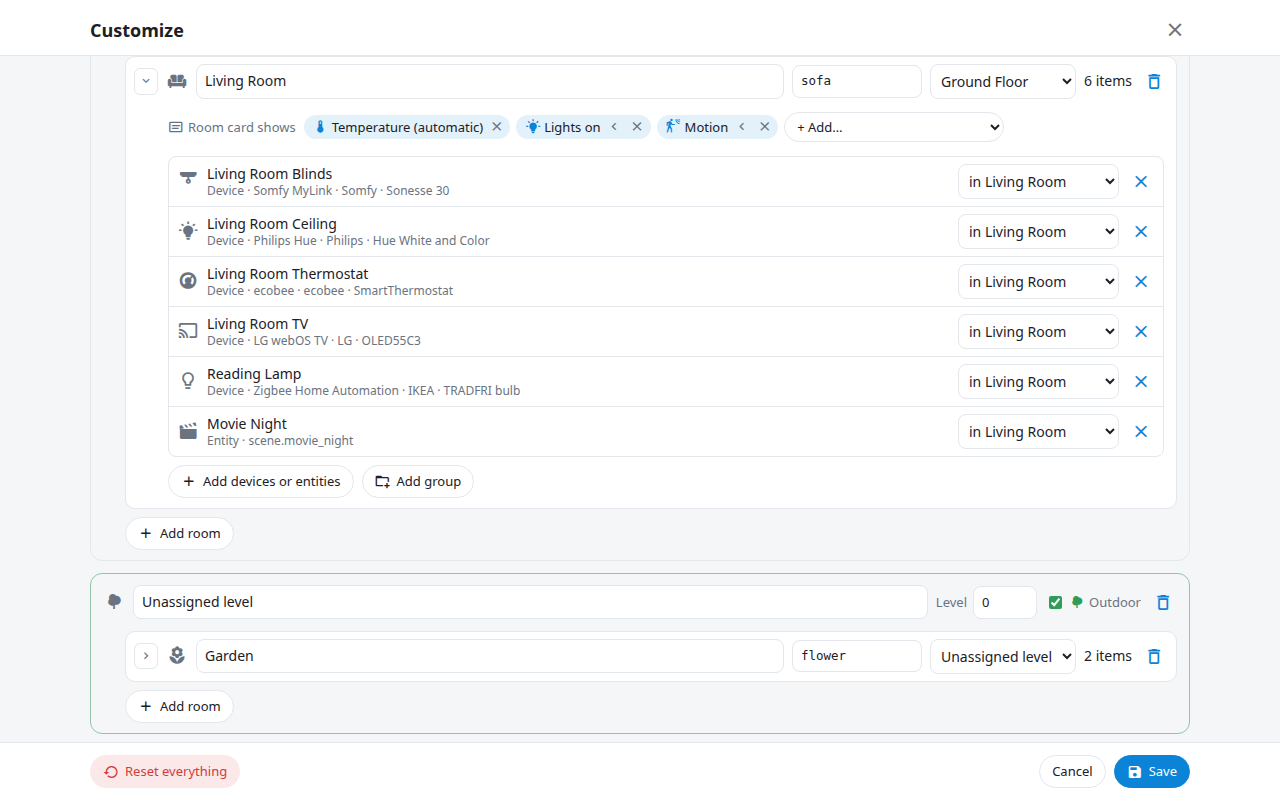 Customize
Living Room
sofa
Ground Floor
6 items
Room card shows
Temperature (automatic)
Lights on
Motion
+ Add...
Living Room Blinds
Device · Somfy MyLink · Somfy · Sonesse 30
in Living Room
Living Room Ceiling
Device · Philips Hue · Philips · Hue White and Color
in Living Room
Living Room Thermostat
Device · ecobee · ecobee · SmartThermostat
in Living Room
Living Room TV
Device · LG webOS TV · LG · OLED55C3
in Living Room
Reading Lamp
Device · Zigbee Home Automation · IKEA · TRADFRI bulb
in Living Room
Movie Night
Entity · scene.movie_night
in Living Room
Add devices or entities
Add group
Add room
Unassigned level
Level
0
Outdoor
Garden
flower
Unassigned level
2 items
Add room
Reset everything
Cancel
Save